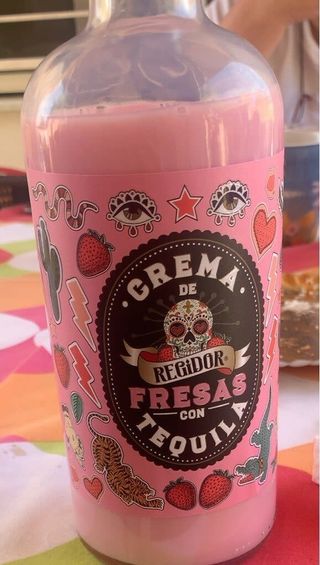 CREMA
DE
REGIDOR
FRESAS
CON
TEQUILA